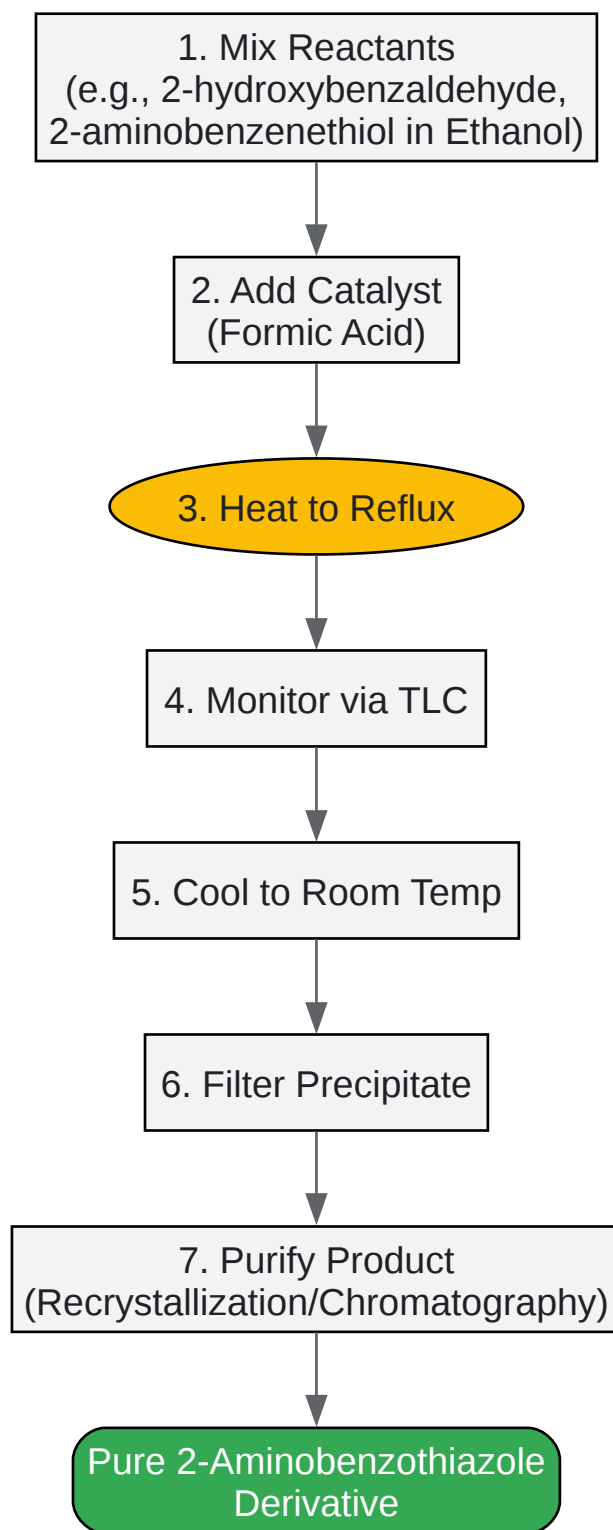 1. Mix Reactants
(e.g., 2-hydroxybenzaldehyde,
2-aminobenzenethiol in Ethanol)
2. Add Catalyst
(Formic Acid)
3. Heat to Reflux
4. Monitor via TLC
5. Cool to Room Temp
6. Filter Precipitate
7. Purify Product
(Recrystallization/Chromatography)
Pure 2-Aminobenzothiazole
Derivative